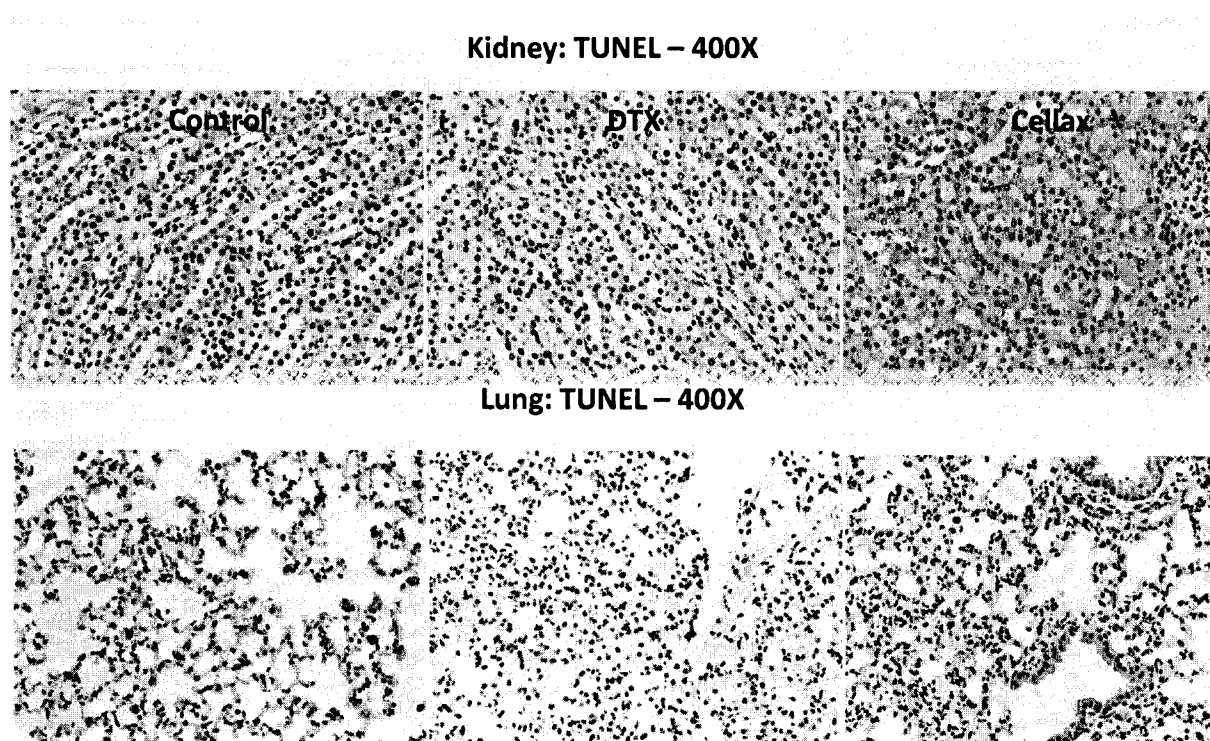 Kidney: TUNEL – 400X
Control
DTX
Cellax
Lung: TUNEL – 400X